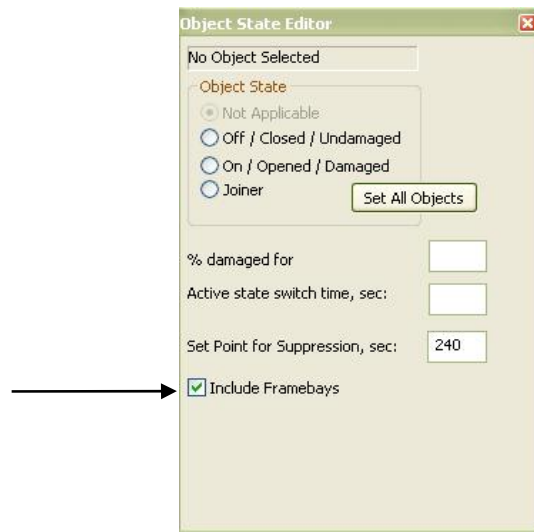 Object State Editor
No Object Selected
Object State
Not Applicable
Off / Closed / Undamaged
On / Opened / Damaged
Joiner
Set All Objects
% damaged for
Active state switch time, sec:
Set Point for Suppression, sec: 240
Include Framebays